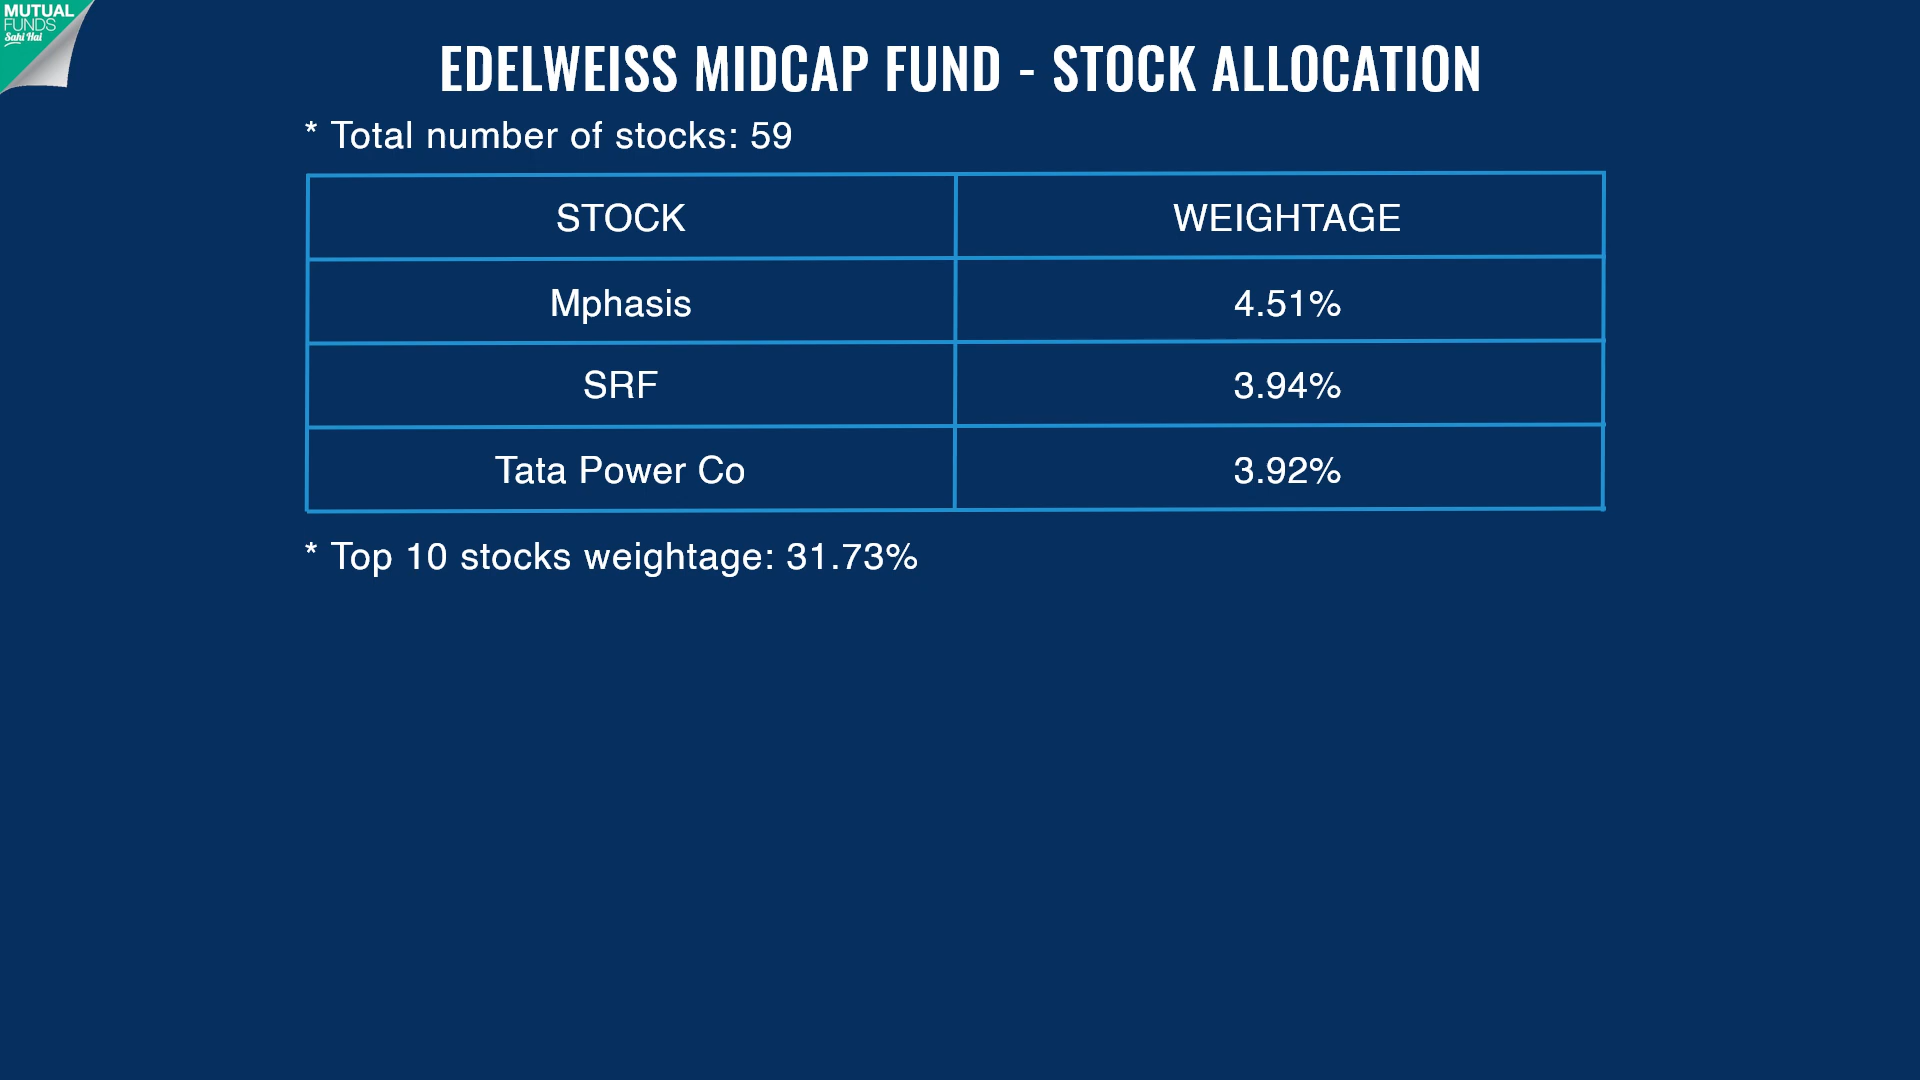 MUTUAL
FUNDS
Sahi Hai
EDELWEISS MIDCAP FUND - STOCK ALLOCATION
* Total number of stocks: 59
STOCK WEIGHTAGE
Mphasis 4.51%
SRF 3.94%
Tata Power Co 3.92%
* Top 10 stocks weightage: 31.73%